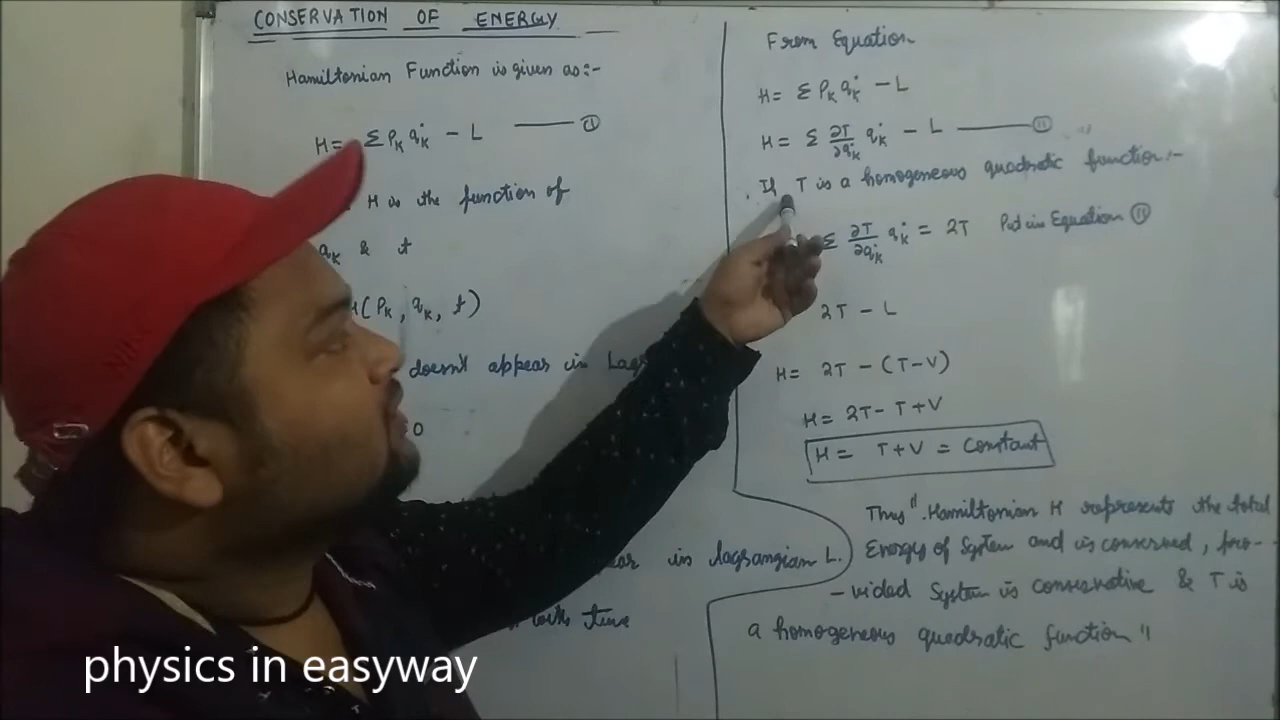 CONSERVATION OF ENERGY
Hamiltonian Function is given as:-
H= Σ Pₖ q̇ₖ - L —— ①
H is the function of
qₖ & t
(Pₖ, qₖ, t)
doesn't appear in Lag
0
in lagrangian L.
with time
From Equation
H= Σ Pₖ q̇ₖ - L
H= Σ ∂T/∂q̇ₖ q̇ₖ - L —— ⑪
If T is a homogeneous quadratic function:-
Σ ∂T/∂q̇ₖ q̇ₖ = 2T Put in Equation ⑪
2T - L
H= 2T - (T-V)
H= 2T - T + V
H= T+V = Constant
Thus "Hamiltonian H represents the total
Energy of System and is conserved, pro-
-vided System is conservative & T is
a homogeneous quadratic function"
physics in easyway